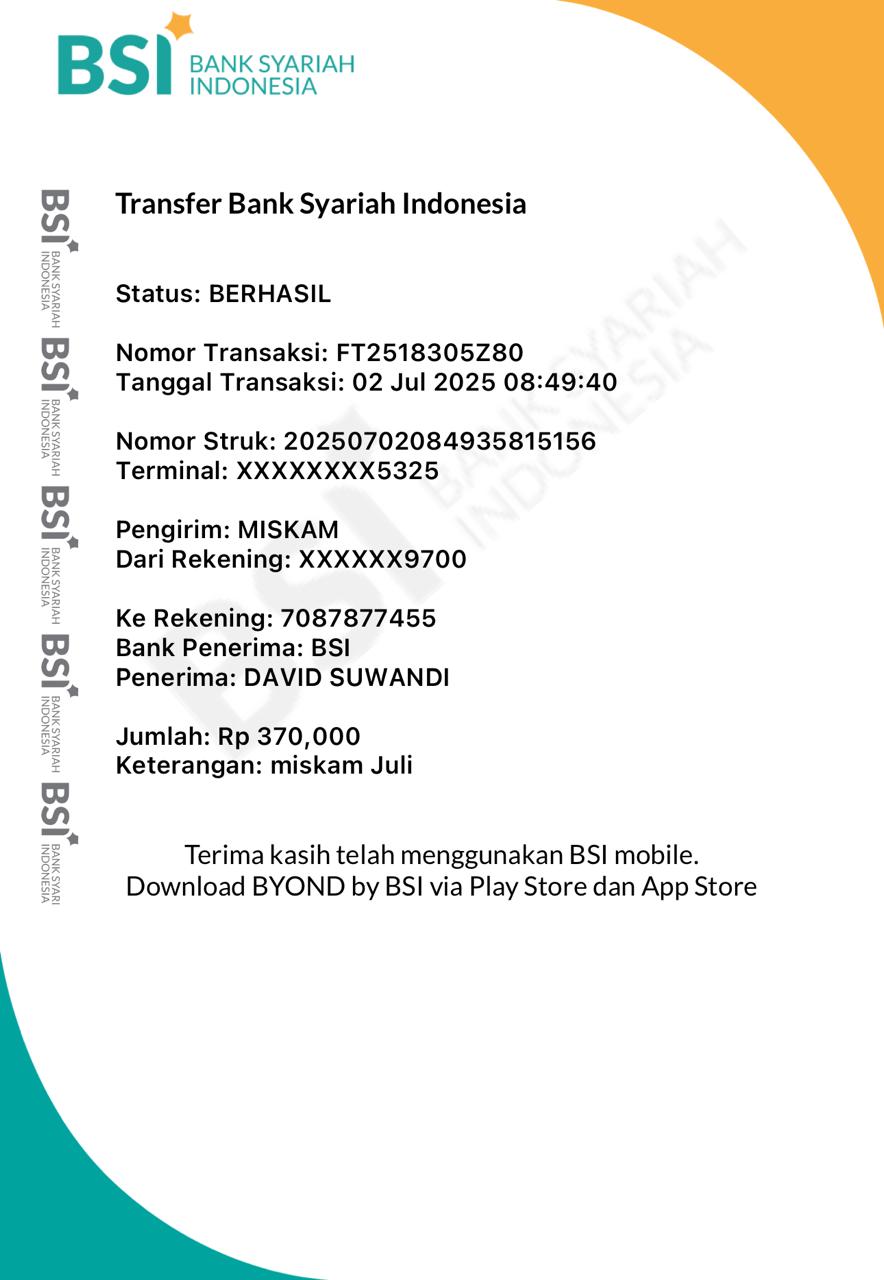 BSI BANK SYARIAH
INDONESIA
Transfer Bank Syariah Indonesia
Status: BERHASIL
Nomor Transaksi: FT2518305Z80
Tanggal Transaksi: 02 Jul 2025 08:49:40
Nomor Struk: 20250702084935815156
Terminal: XXXXXXXX5325
Pengirim: MISKAM
Dari Rekening: XXXXXX9700
Ke Rekening: 7087877455
Bank Penerima: BSI
Penerima: DAVID SUWANDI
Jumlah: Rp 370,000
Keterangan: miskam Juli
Terima kasih telah menggunakan BSI mobile.
Download BYOND by BSI via Play Store dan App Store
BSI BANK SYARIAH
INDONESIA
BSI BANK SYARIAH
INDONESIA
BSI BANK SYARIAH
INDONESIA
BSI BANK SYARIAH
INDONESIA
BSI BANK SYARI
INDONESIA
BSI BANK SYARIAH
INDONESIA